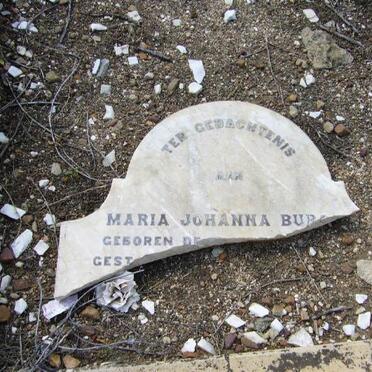 TER GEDACHTENIS
VAN
MARIA JOHANNA BUR
GEBOREN DE
GEST